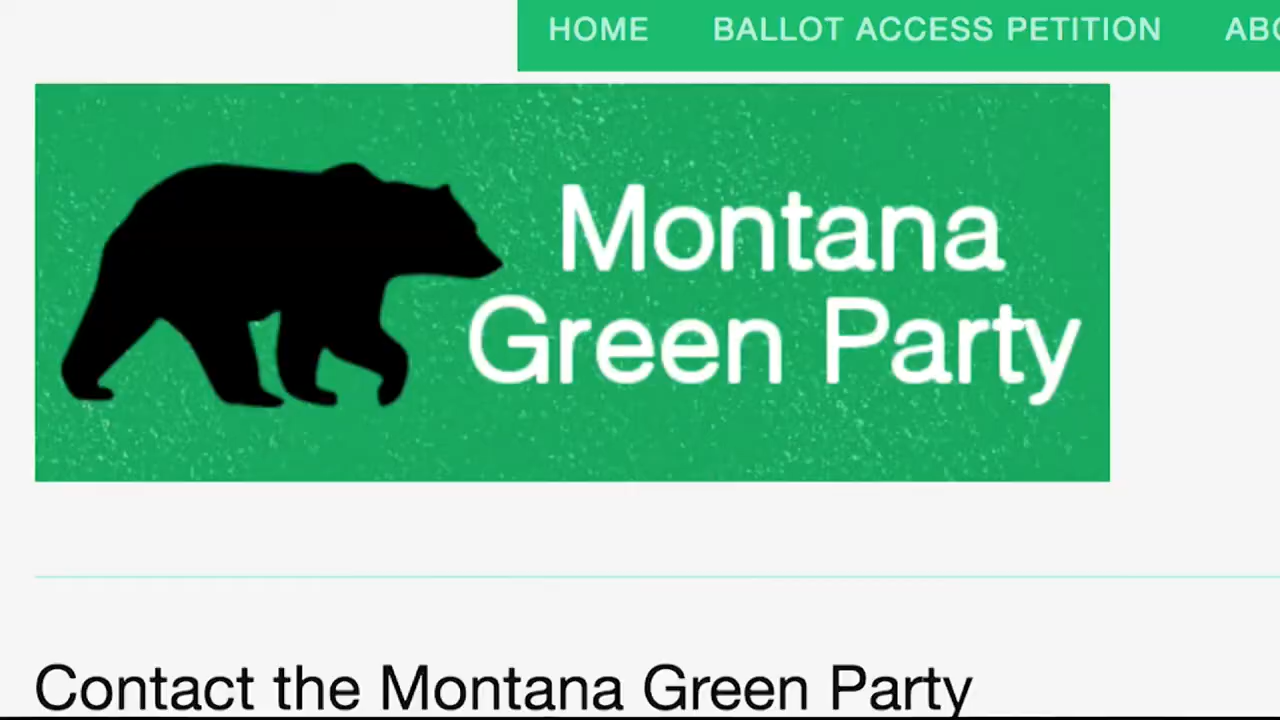 HOME BALLOT ACCESS PETITION
Montana
Green Party
Contact the Montana Green Party